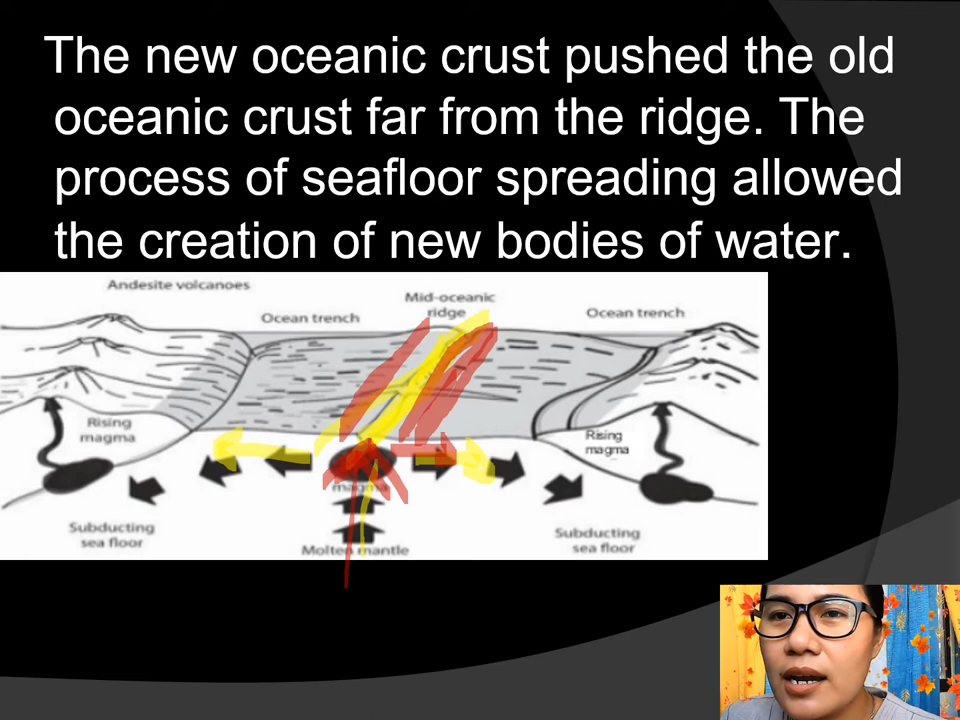 The new oceanic crust pushed the old
oceanic crust far from the ridge. The
process of seafloor spreading allowed
the creation of new bodies of water.
Andesite volcanoes
Mid-oceanic
ridge
Ocean trench
Ocean trench
Rising
magma
Rising
magma
magma
Subducting
sea floor
Subducting
sea floor
Molten mantle